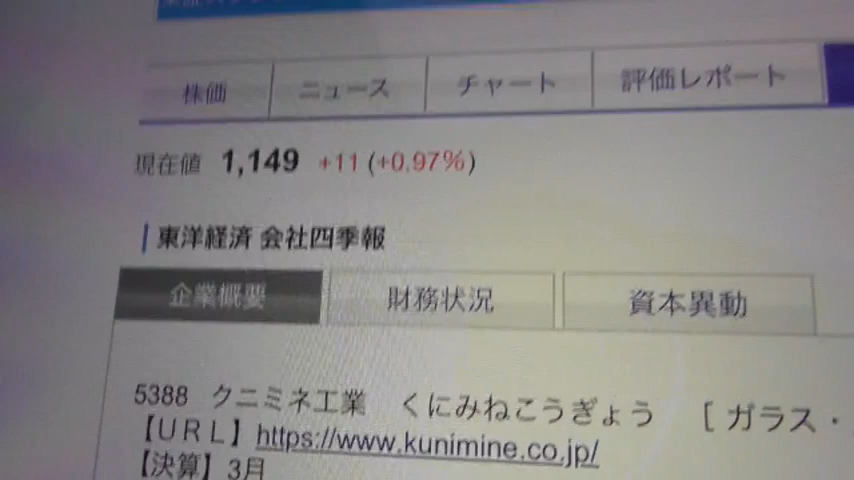 株価 ニュース チャート 評価レポート
現在値 1,149 +11 (+0.97%)
東洋経済 会社四季報
企業概要 財務状況 資本異動
5388 クニミネ工業 くにみねこうぎょう [ ガラス・
【URL】https://www.kunimine.co.jp/
【決算】3月